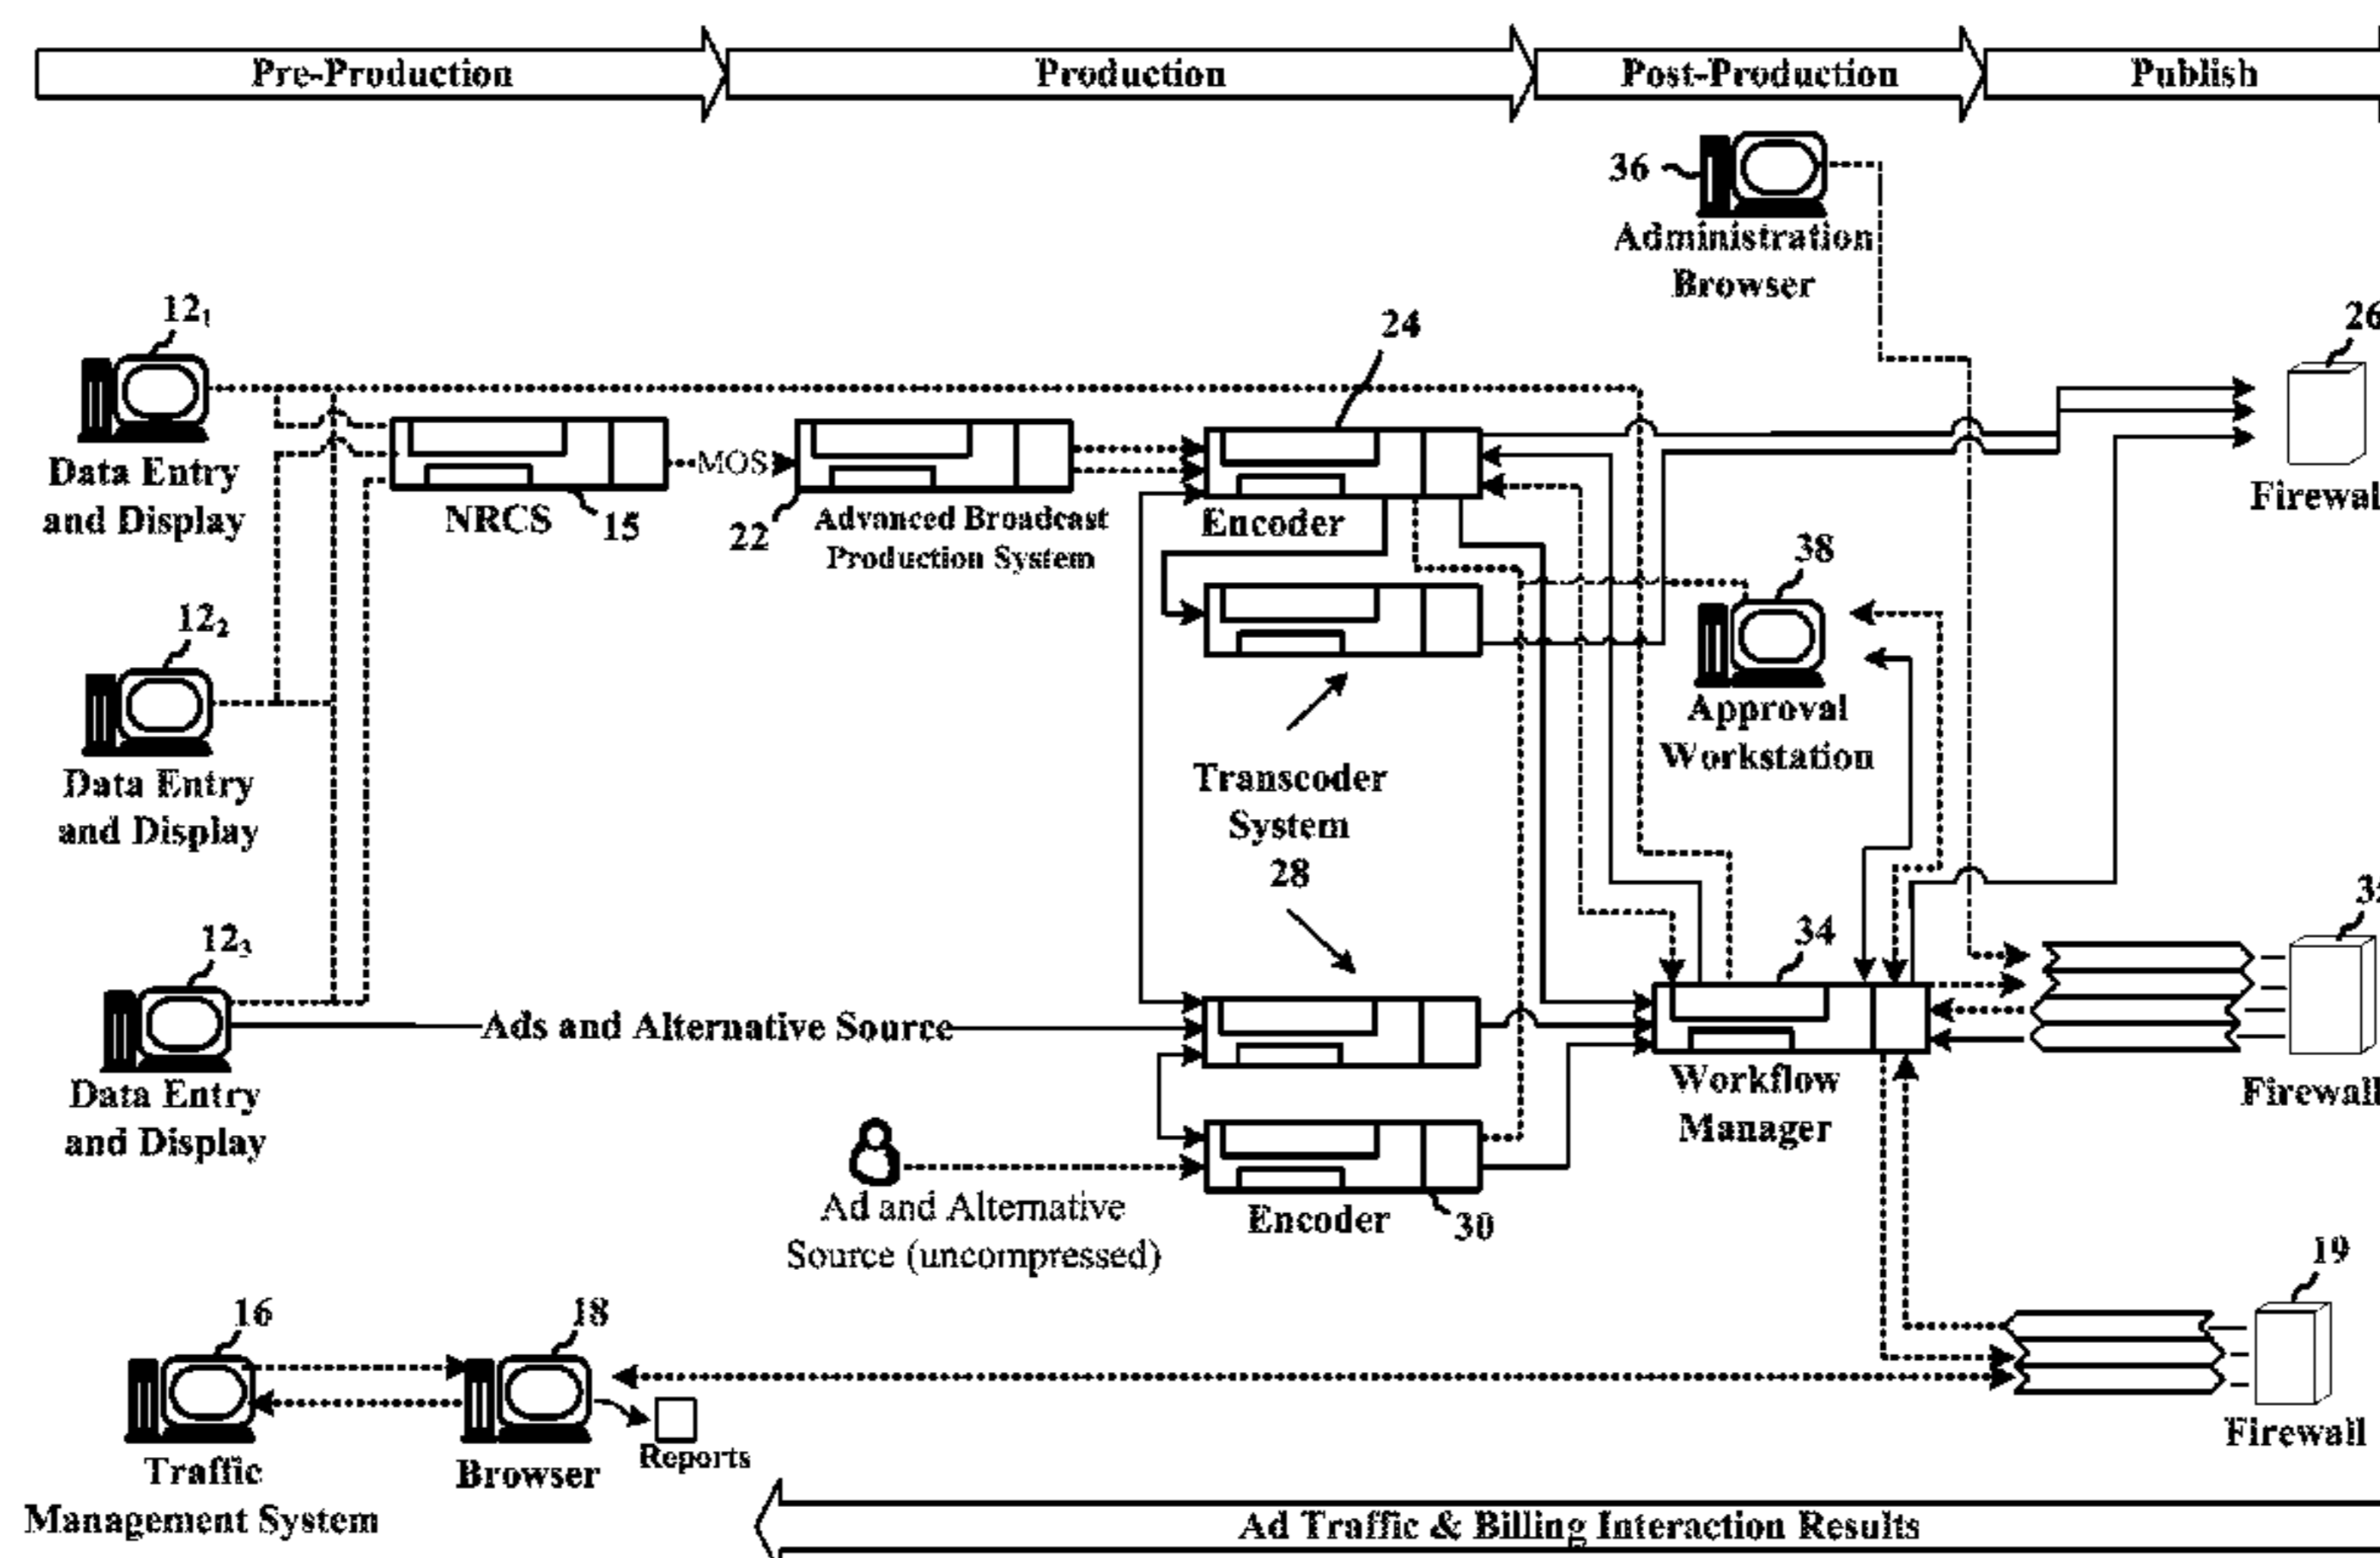 Pre-Production
Production
Post-Production
Publish
36
Administration
Browser
12₁
24
26
Data Entry
and Display
NRCS
15
MOS
22
Advanced Broadcast
Production System
Encoder
Firewall
38
12₂
Approval
Workstation
Data Entry
and Display
Transcoder
System
28
12₃
34
Ads and Alternative Source
Data Entry
and Display
Workflow
Manager
Firewall
Ad and Alternative
Source (uncompressed)
Encoder
30
19
16
18
Reports
Firewall
Traffic
Management System
Browser
Ad Traffic & Billing Interaction Results